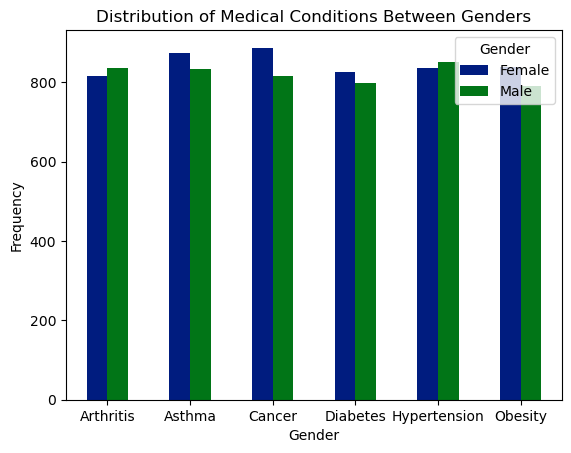 Distribution of Medical Conditions Between Genders
Gender
Female
Male
Frequency
800
600
400
200
0
Arthritis Asthma Cancer Diabetes Hypertension Obesity
Gender